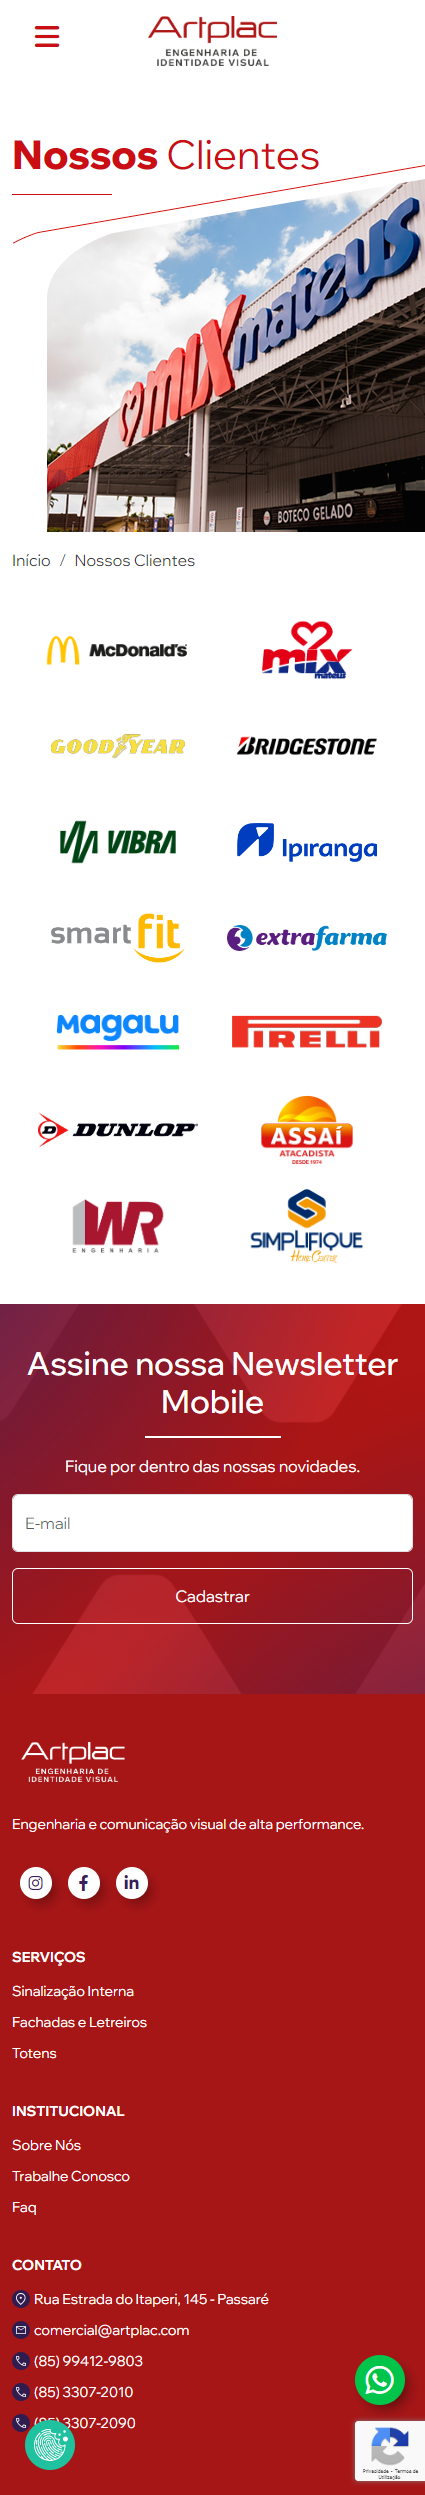 Artplac
ENGENHARIA DE
IDENTIDADE VISUAL
Nossos Clientes
mix mateus
BOTECO GELADO
Início / Nossos Clientes
McDonald's
mix
mateus
GOODYEAR
BRIDGESTONE
VIBRA
Ipiranga
smart fit
extrafarma
Magalu
PIRELLI
D DUNLOP
ASSAÍ
ATACADISTA
DESDE 1974
WR
ENGENHARIA
SIMPLIFIQUE
Home Center
Assine nossa Newsletter
Mobile
Fique por dentro das nossas novidades.
E-mail
Cadastrar
Artplac
ENGENHARIA DE
IDENTIDADE VISUAL
Engenharia e comunicação visual de alta performance.
SERVIÇOS
Sinalização Interna
Fachadas e Letreiros
Totens
INSTITUCIONAL
Sobre Nós
Trabalhe Conosco
Faq
CONTATO
Rua Estrada do Itaperi, 145 - Passaré
comercial@artplac.com
(85) 99412-9803
(85) 3307-2010
(85) 3307-2090
Privacidade - Termos de
Utilização